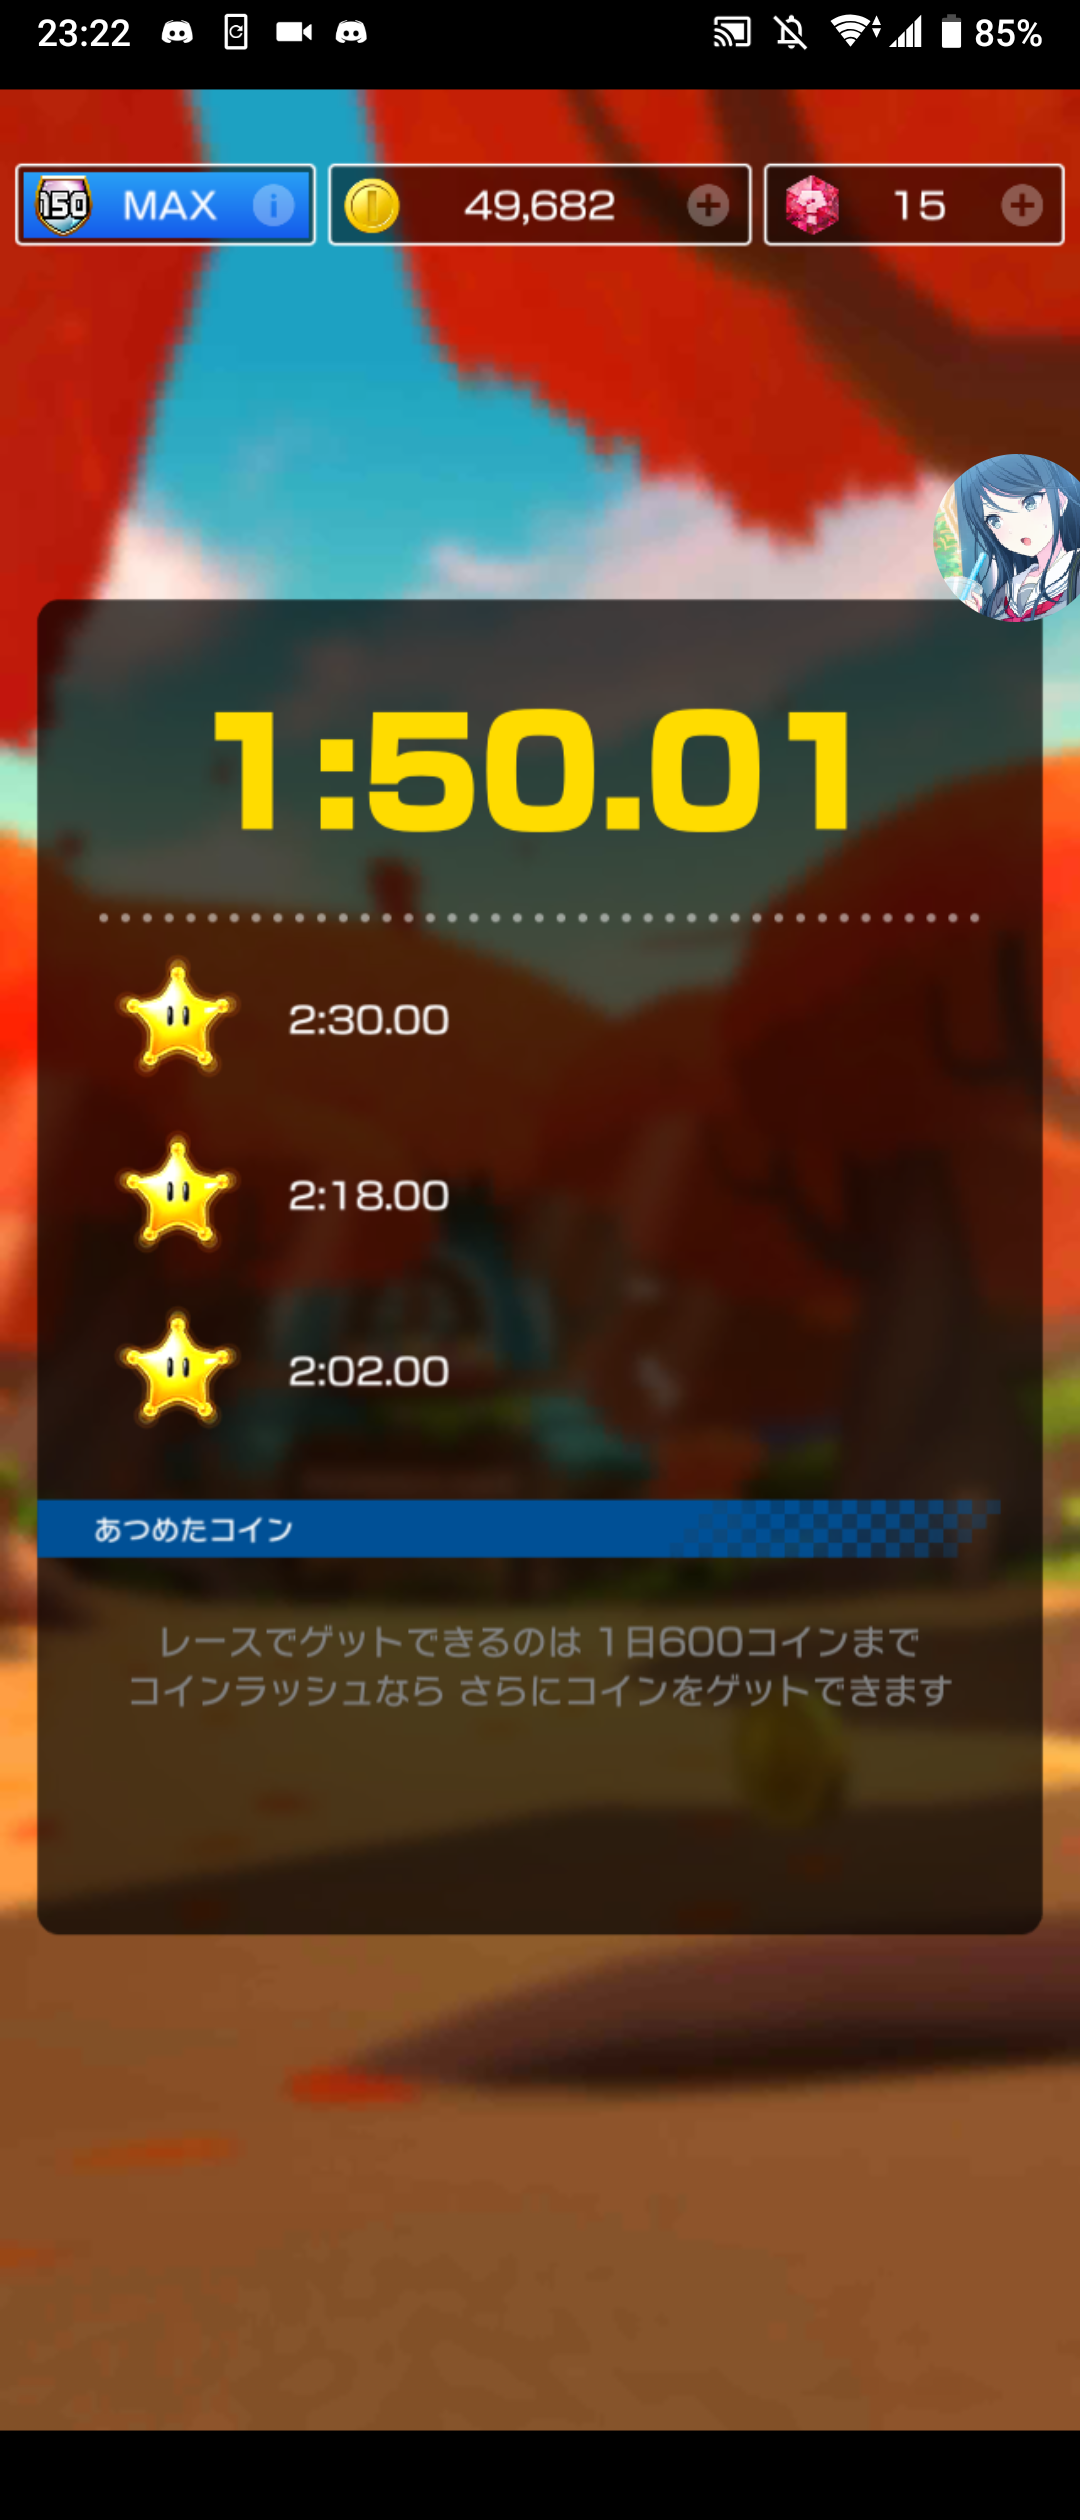 23:22 85%
150 MAX i 49,682 + 15 +
1:50.01
2:30.00
2:18.00
2:02.00
あつめたコイン
レースでゲットできるのは 1日600コインまで
コインラッシュなら さらにコインをゲットできます